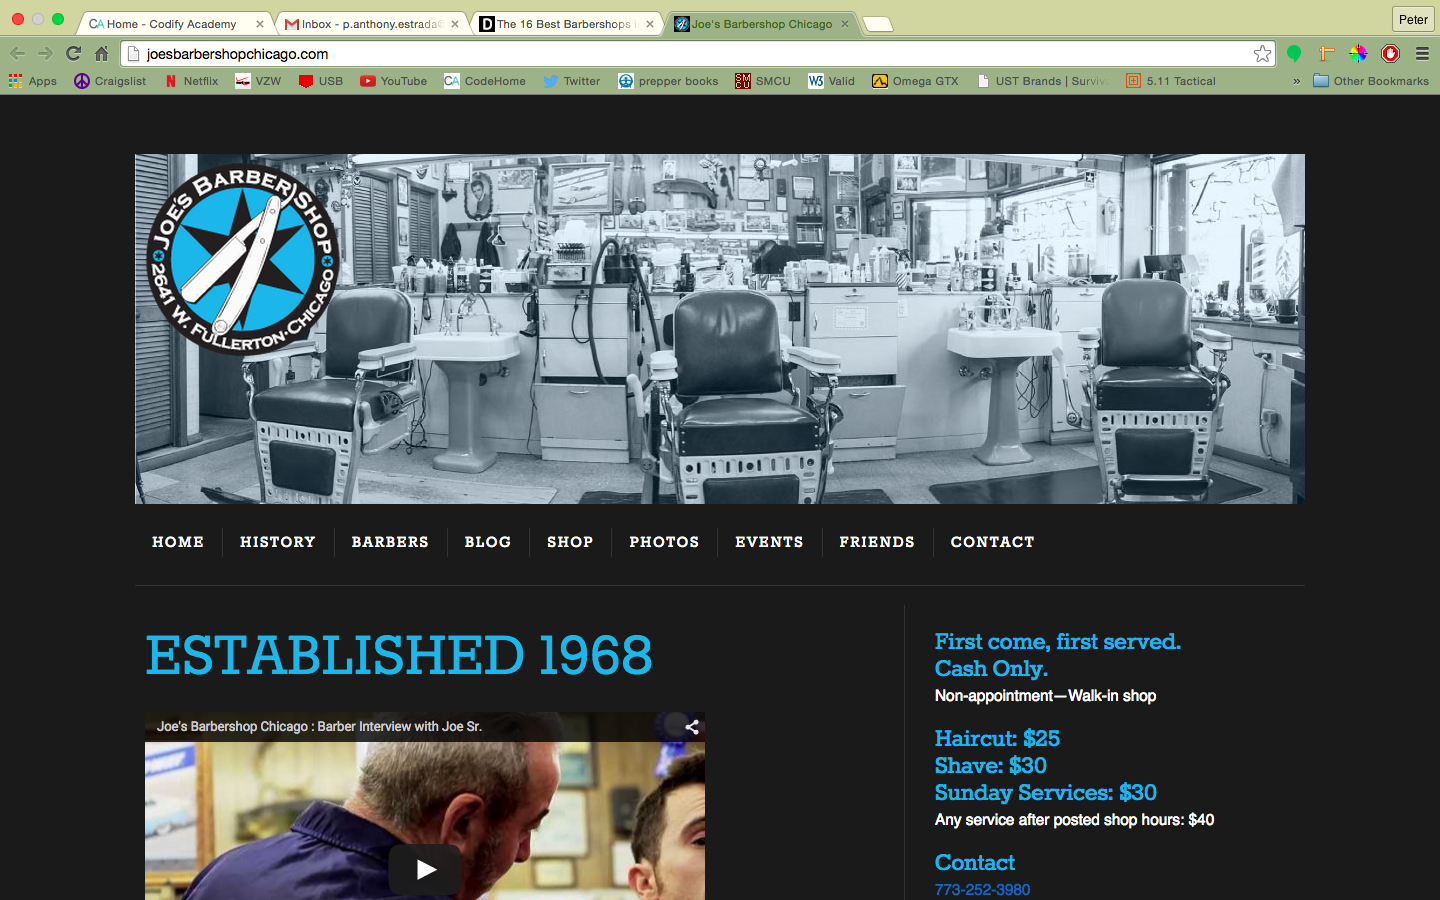 Home - Codify Academy
Inbox - p.anthony.estrada@
The 16 Best Barbershops i
Joe's Barbershop Chicago
Peter
joesbarbershopchicago.com
Apps
Craigslist
Netflix
VZW
USB
YouTube
CodeHome
Twitter
prepper books
SMCU
Valid
Omega GTX
UST Brands | Surviv
5.11 Tactical
»
Other Bookmarks
JOE'S BARBERSHOP
2641 W. FULLERTON·CHICAGO
HOME
HISTORY
BARBERS
BLOG
SHOP
PHOTOS
EVENTS
FRIENDS
CONTACT
ESTABLISHED 1968
Joe's Barbershop Chicago : Barber Interview with Joe Sr.
First come, first served.
Cash Only.
Non-appointment—Walk-in shop
Haircut: $25
Shave: $30
Sunday Services: $30
Any service after posted shop hours: $40
Contact
773-252-3980